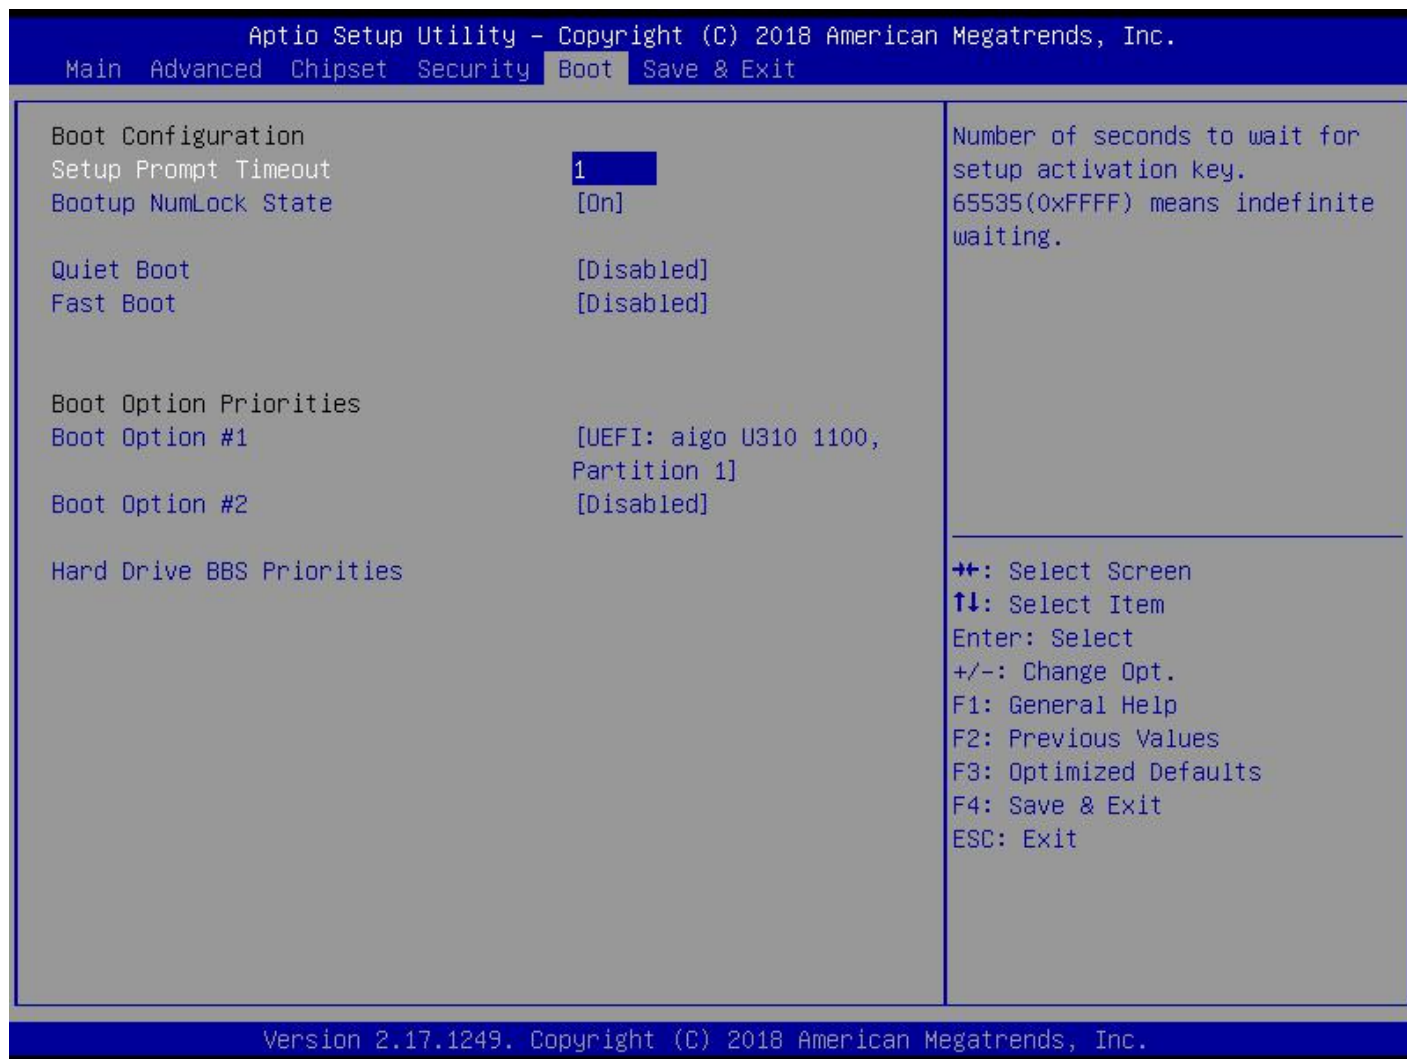 Aptio Setup Utility – Copyright (C) 2018 American Megatrends, Inc.
Main Advanced Chipset Security Boot Save & Exit
Boot Configuration
Setup Prompt Timeout 1
Bootup NumLock State [On]
Quiet Boot [Disabled]
Fast Boot [Disabled]
Boot Option Priorities
Boot Option #1 [UEFI: aigo U310 1100,
Partition 1]
Boot Option #2 [Disabled]
Hard Drive BBS Priorities
Number of seconds to wait for
setup activation key.
65535(0xFFFF) means indefinite
waiting.
→←: Select Screen
↑↓: Select Item
Enter: Select
+/-: Change Opt.
F1: General Help
F2: Previous Values
F3: Optimized Defaults
F4: Save & Exit
ESC: Exit
Version 2.17.1249. Copyright (C) 2018 American Megatrends, Inc.